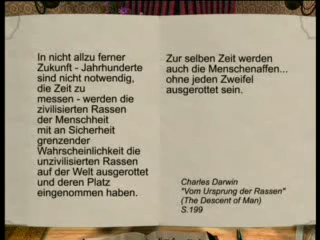 In nicht allzu ferner
Zukunft - Jahrhunderte
sind nicht notwendig,
die Zeit zu
messen - werden die
zivilisierten Rassen
der Menschheit
mit an Sicherheit
grenzender
Wahrscheinlichkeit die
unzivilisierten Rassen
auf der Welt ausgerottet
und deren Platz
eingenommen haben.
Zur selben Zeit werden
auch die Menschenaffen...
ohne jeden Zweifel
ausgerottet sein.
Charles Darwin
"Vom Ursprung der Rassen"
(The Descent of Man)
S.199